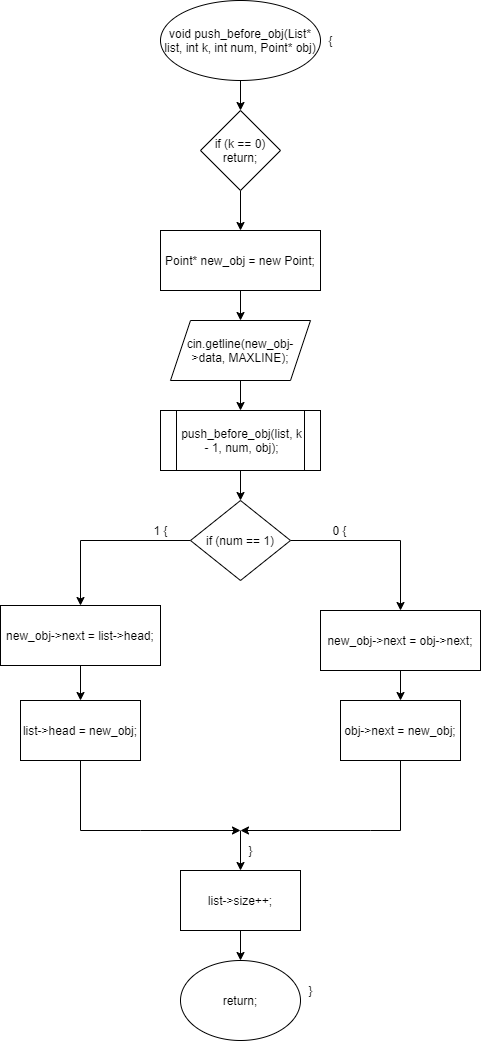 void push_before_obj(List*
list, int k, int num, Point* obj)
{
if (k == 0)
return;
Point* new_obj = new Point;
cin.getline(new_obj-
>data, MAXLINE);
push_before_obj(list, k
- 1, num, obj);
if (num == 1)
1 {
0 {
new_obj->next = list->head;
new_obj->next = obj->next;
list->head = new_obj;
obj->next = new_obj;
}
list->size++;
return;
}